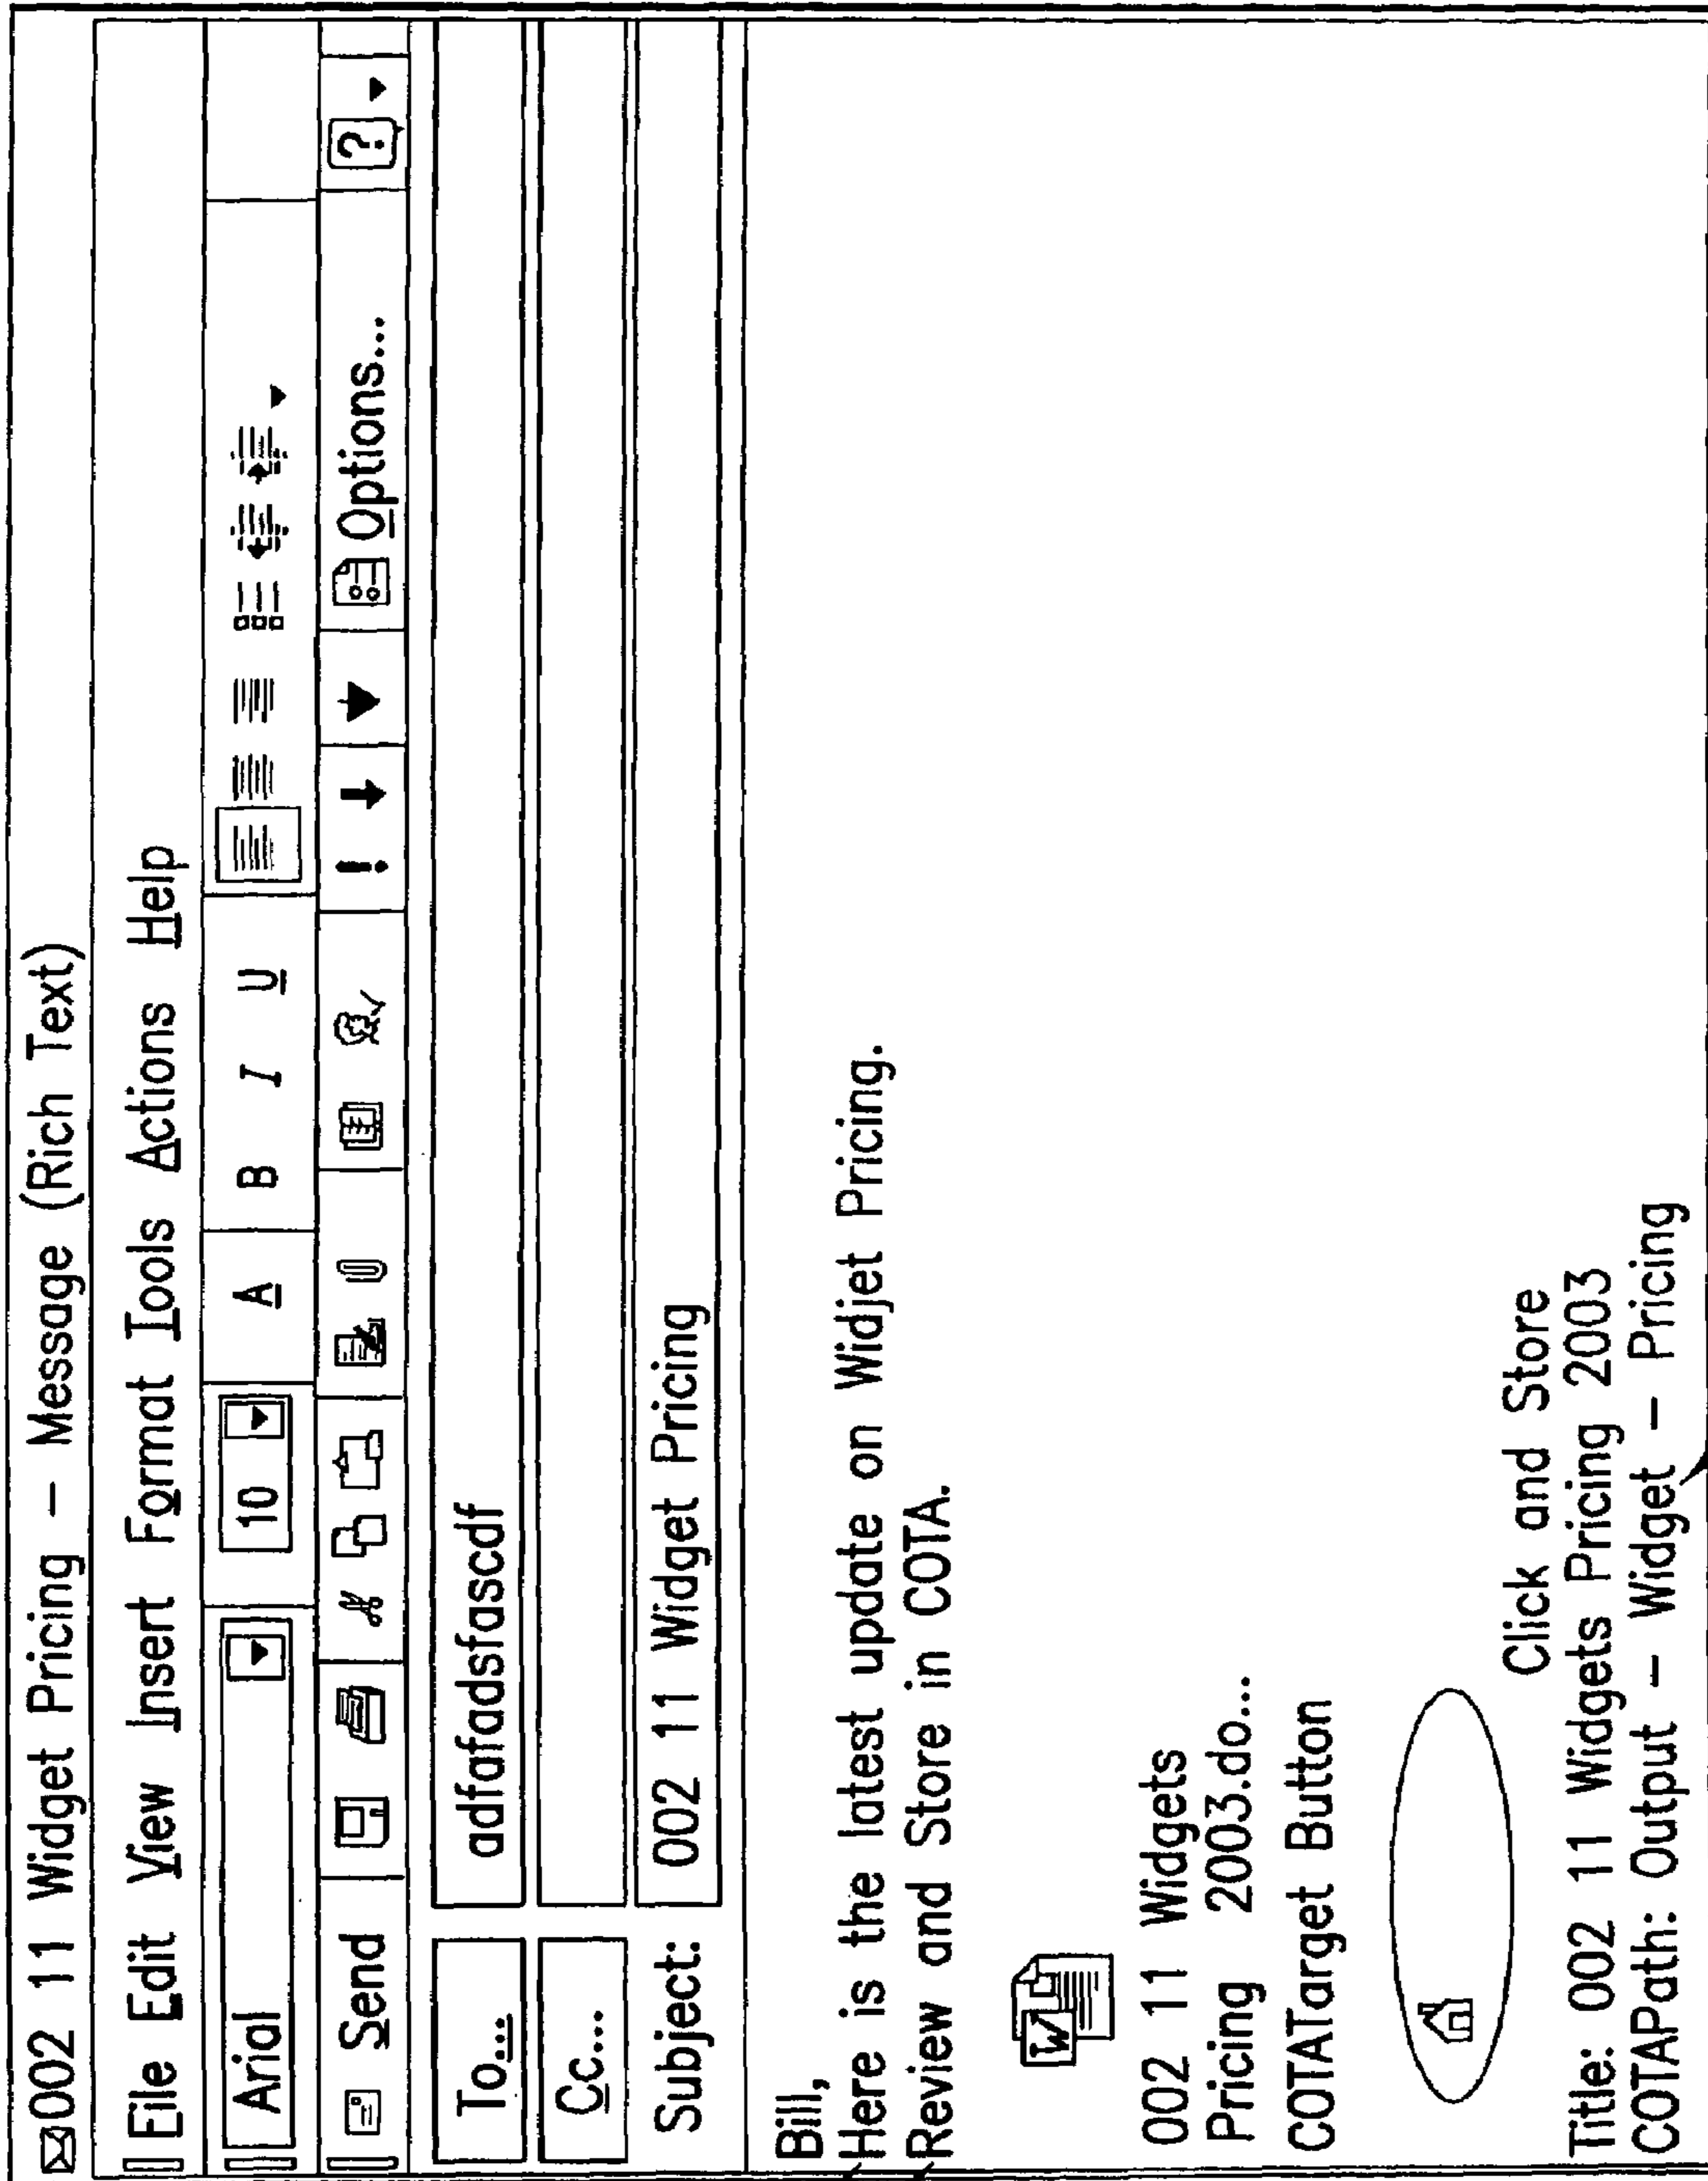 002 11 Widget Pricing – Message (Rich Text)
File Edit View Insert Format Tools Actions Help
Arial 10 A B I U
Send ! Options... ?
To... adfafadsfascdf
Cc...
Subject: 002 11 Widget Pricing
Bill,
Here is the latest update on Widjet Pricing.
Review and Store in COTA.
W
002 11 Widgets
Pricing 2003.do...
COTATarget Button
Click and Store
Title: 002 11 Widgets Pricing 2003
COTAPath: Output – Widget – Pricing